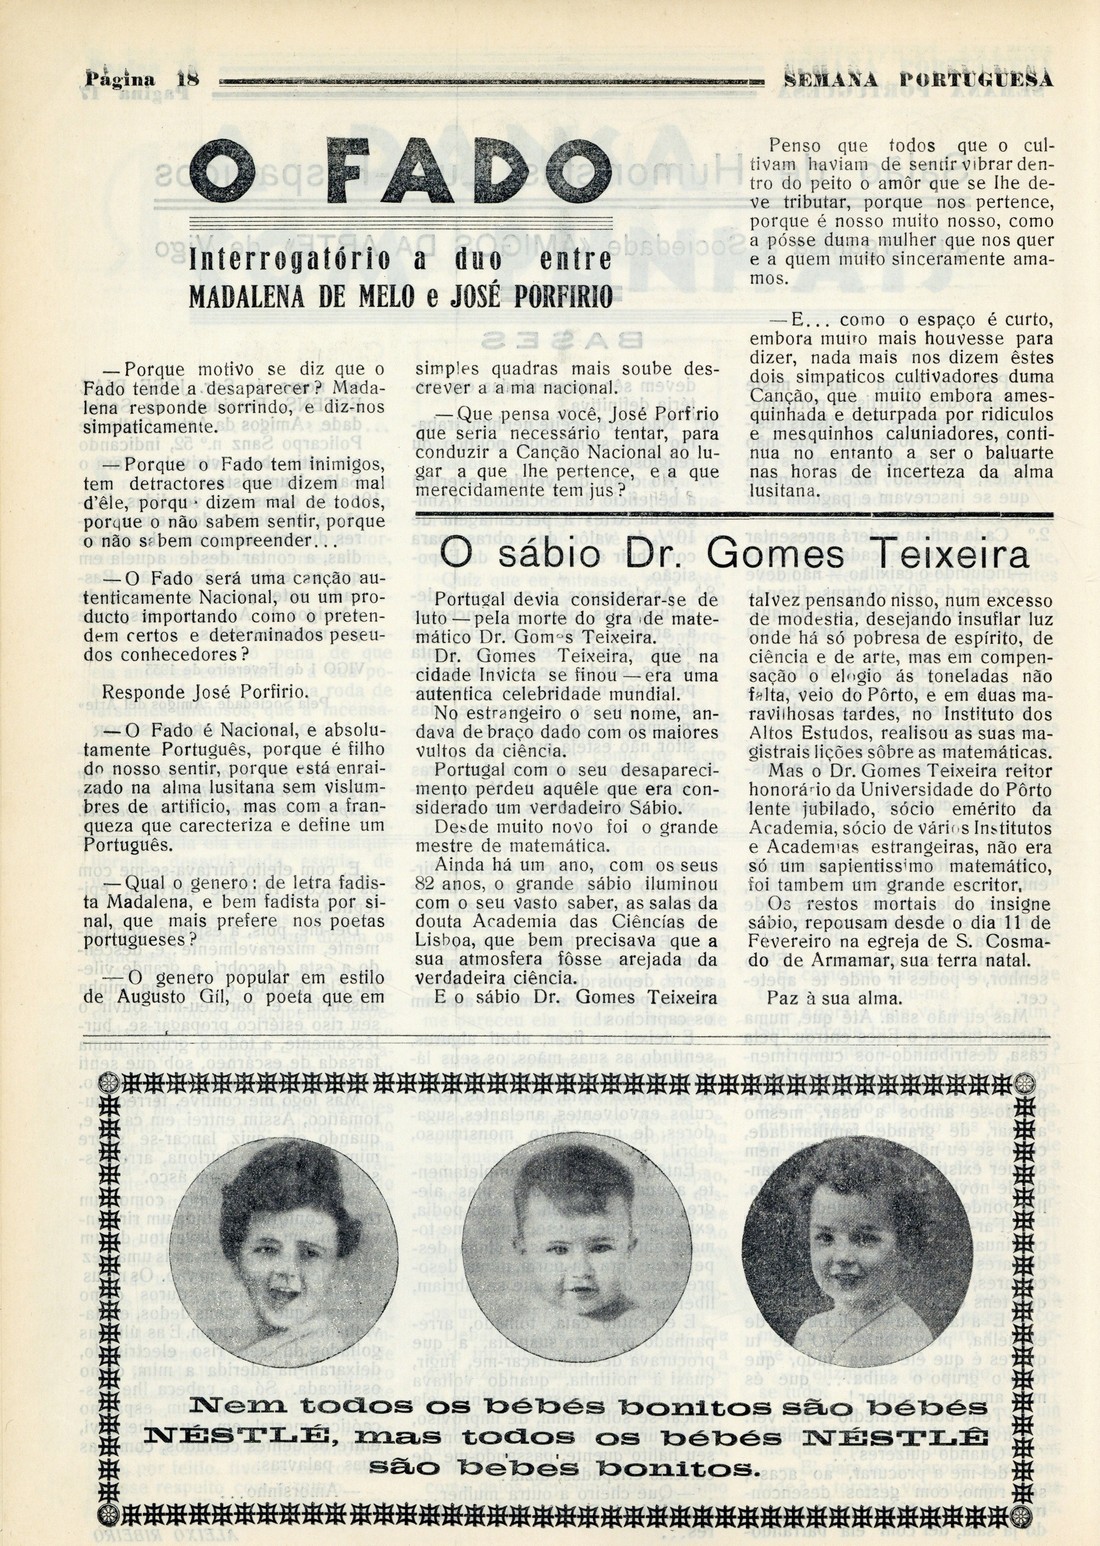 Página 18
SEMANA PORTUGUESA
O FADO
Interrogatório a duo entre
MADALENA DE MELO e JOSÉ PORFIRIO
—Porque motivo se diz que o
Fado tende a desaparecer? Mada-
lena responde sorrindo, e diz-nos
simpaticamente.
—Porque o Fado tem inimigos,
tem detractores que dizem mal
d'êle, porqu dizem mal de todos,
porque o não sabem sentir, porque
o não sabem compreender...
—O Fado será uma canção au-
tenticamente Nacional, ou um pro-
ducto importando como o preten-
dem certos e determinados pseu-
dos conhecedores?
Responde José Porfirio.
—O Fado é Nacional, e absolu-
tamente Português, porque é filho
do nosso sentir, porque está enrai-
zado na alma lusitana sem vislum-
bres de artificio, mas com a fran-
queza que carecteriza e define um
Português.
—Qual o genero: de letra fadis-
ta Madalena, e bem fadista por si-
nal, que mais prefere nos poetas
portugueses?
—O genero popular em estilo
de Augusto Gil, o poeta que em
simples quadras mais soube des-
crever a alma nacional.
—Que pensa você, José Porfirio
que seria necessário tentar, para
conduzir a Canção Nacional ao lu-
gar a que lhe pertence, e a que
merecidamente tem jus?
Penso que todos que o cul-
tivam haviam de sentir vibrar den-
tro do peito o amôr que se lhe de-
ve tributar, porque nos pertence,
porque é nosso muito nosso, como
a pósse duma mulher que nos quer
e a quem muito sinceramente ama-
mos.
—E... como o espaço é curto,
embora muito mais houvesse para
dizer, nada mais nos dizem êstes
dois simpaticos cultivadores duma
Canção, que muito embora ames-
quinhada e deturpada por ridiculos
e mesquinhos caluniadores, conti-
nua no entanto a ser o baluarte
nas horas de incerteza da alma
lusitana.
O sábio Dr. Gomes Teixeira
Portugal devia considerar-se de
luto—pela morte do grande mate-
mático Dr. Gomes Teixeira.
Dr. Gomes Teixeira, que na
cidade Invicta se finou—era uma
autentica celebridade mundial.
No estrangeiro o seu nome, an-
dava de braço dado com os maiores
vultos da ciência.
Portugal com o seu desapareci-
mento perdeu aquêle que era con-
siderado um verdadeiro Sábio.
Desde muito novo foi o grande
mestre de matemática.
Ainda há um ano, com os seus
82 anos, o grande sábio iluminou
com o seu vasto saber, as salas da
douta Academia das Ciências de
Lisboa, que bem precisava que a
sua atmosfera fôsse arejada da
verdadeira ciência.
E o sábio Dr. Gomes Teixeira
talvez pensando nisso, num excesso
de modestia, desejando insuflar luz
onde há só pobresa de espírito, de
ciência e de arte, mas em compen-
sação o elogio ás toneladas não
falta, veio do Pôrto, e em duas ma-
ravilhosas tardes, no Instituto dos
Altos Estudos, realisou as suas ma-
gistrais lições sôbre as matemáticas.
Mas o Dr. Gomes Teixeira reitor
honorário da Universidade do Pôrto
lente jubilado, sócio emérito da
Academia, sócio de vários Institutos
e Academias estrangeiras, não era
só um sapientissimo matemático,
foi tambem um grande escritor,
Os restos mortais do insigne
sábio, repousam desde o dia 11 de
Fevereiro na egreja de S. Cosma-
do de Armamar, sua terra natal.
Paz à sua alma.
Nem todos os bébés bonitos são bébés
NÉSTLÉ, mas todos os bébés NÉSTLÉ
são bebés bonitos.